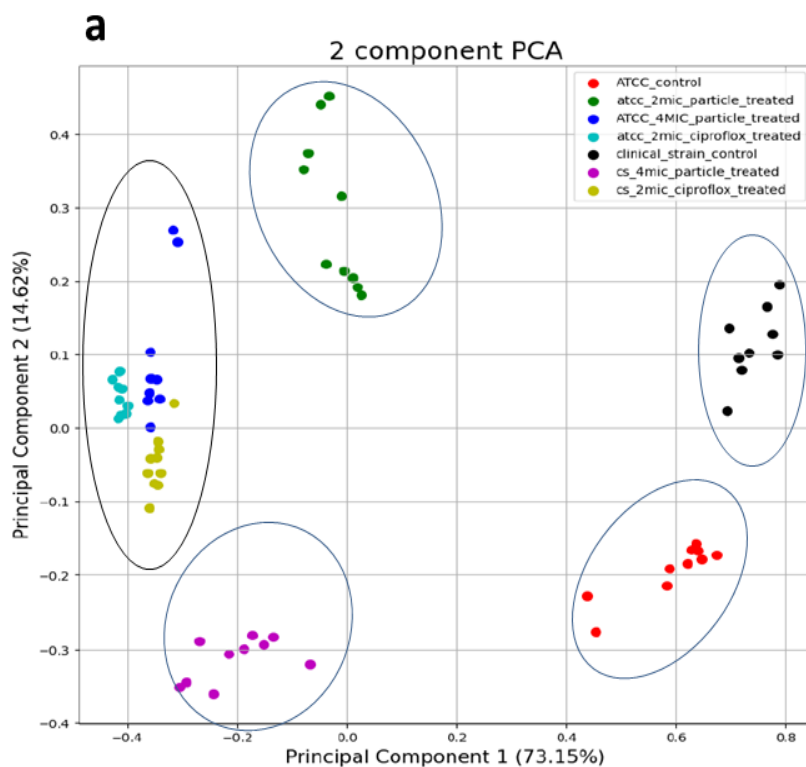 a
2 component PCA
ATCC_control
atcc_2mic_particle_treated
ATCC_4MIC_particle_treated
atcc_2mic_ciproflox_treated
clinical_strain_control
cs_4mic_particle_treated
cs_2mic_ciproflox_treated
Principal Component 2 (14.62%)
0.4
0.3
0.2
0.1
0.0
−0.1
−0.2
−0.3
−0.4
−0.4 −0.2 0.0 0.2 0.4 0.6 0.8
Principal Component 1 (73.15%)